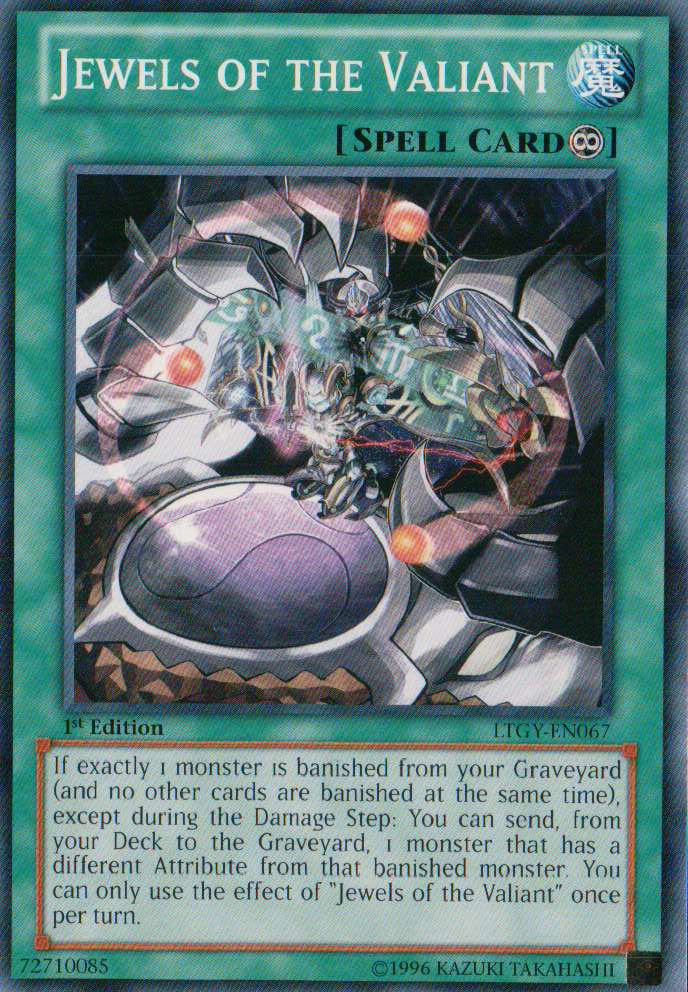 JEWELS OF THE VALIANT
SPELL
魔
[SPELL CARD]
1st Edition
LTGY-EN067
If exactly 1 monster is banished from your Graveyard
(and no other cards are banished at the same time),
except during the Damage Step: You can send, from
your Deck to the Graveyard, 1 monster that has a
different Attribute from that banished monster. You
can only use the effect of "Jewels of the Valiant" once
per turn.
72710085
©1996 KAZUKI TAKAHASHI